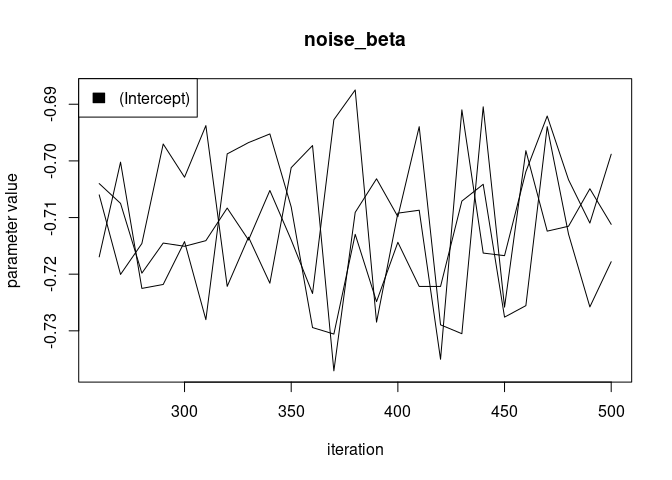 noise_beta
(Intercept)
-0.69
-0.70
-0.71
-0.72
-0.73
parameter value
300 350 400 450 500
iteration